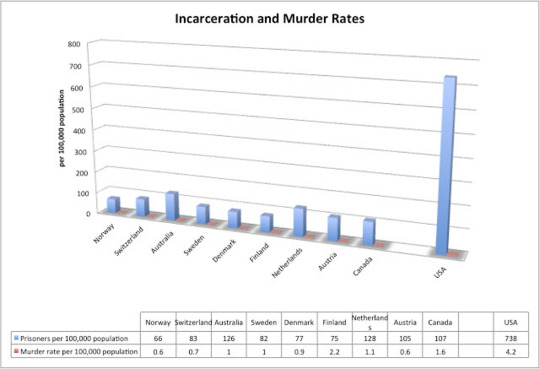 Incarceration and Murder Rates
per 100,000 population
800
700
600
500
400
300
200
100
0
Norway
Switzerland
Australia
Sweden
Denmark
Finland
Netherlands
Austria
Canada
USA
Norway Switzerland Australia Sweden Denmark Finland Netherlands Austria Canada USA
Prisoners per 100,000 population 66 83 126 82 77 75 128 105 107 738
Murder rate per 100,000 population 0.6 0.7 1 1 0.9 2.2 1.1 0.6 1.6 4.2